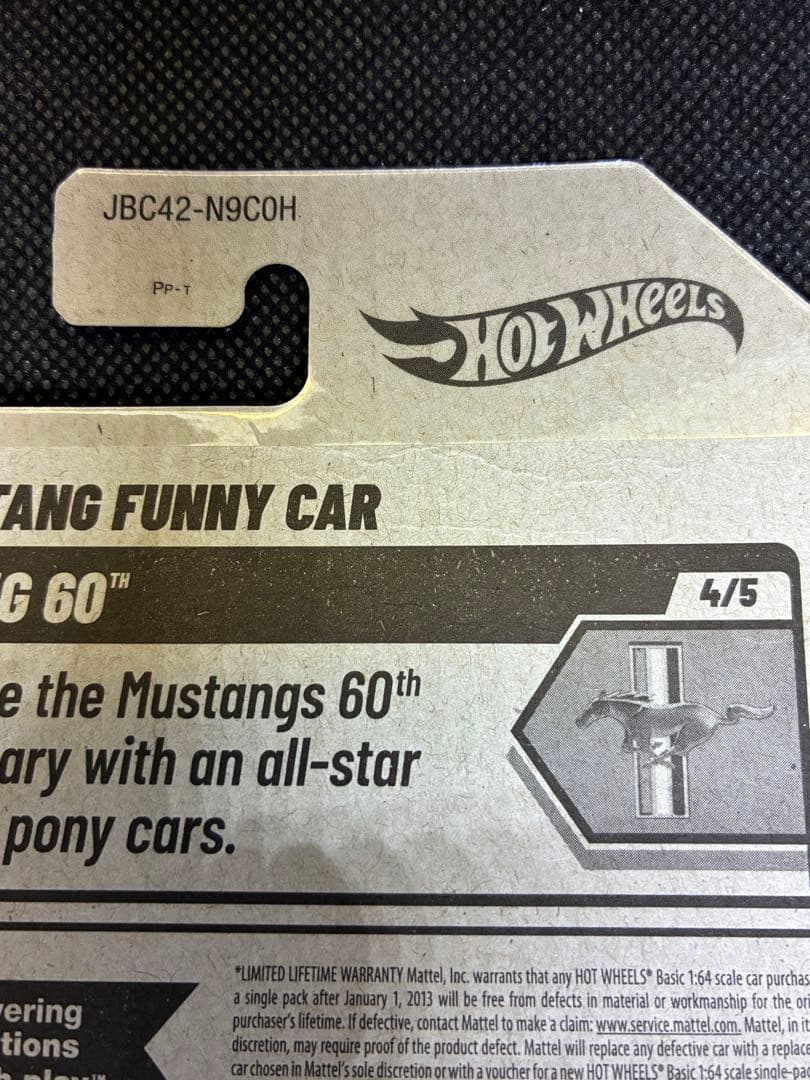 JBC42-N9C0H
PP-T
HOT WHEELS
TANG FUNNY CAR
G 60TH
4/5
e the Mustangs 60th
ary with an all-star
pony cars.
*LIMITED LIFETIME WARRANTY Mattel, Inc. warrants that any HOT WHEELS® Basic 1:64 scale car purchas
a single pack after January 1, 2013 will be free from defects in material or workmanship for the ori
purchaser's lifetime. If defective, contact Mattel to make a claim: www.service.mattel.com. Mattel, in it
discretion, may require proof of the product defect. Mattel will replace any defective car with a replace
car chosen in Mattel's sole discretion or with a voucher for a new HOT WHEELS® Basic 1:64 scale single-pa
vering
tions